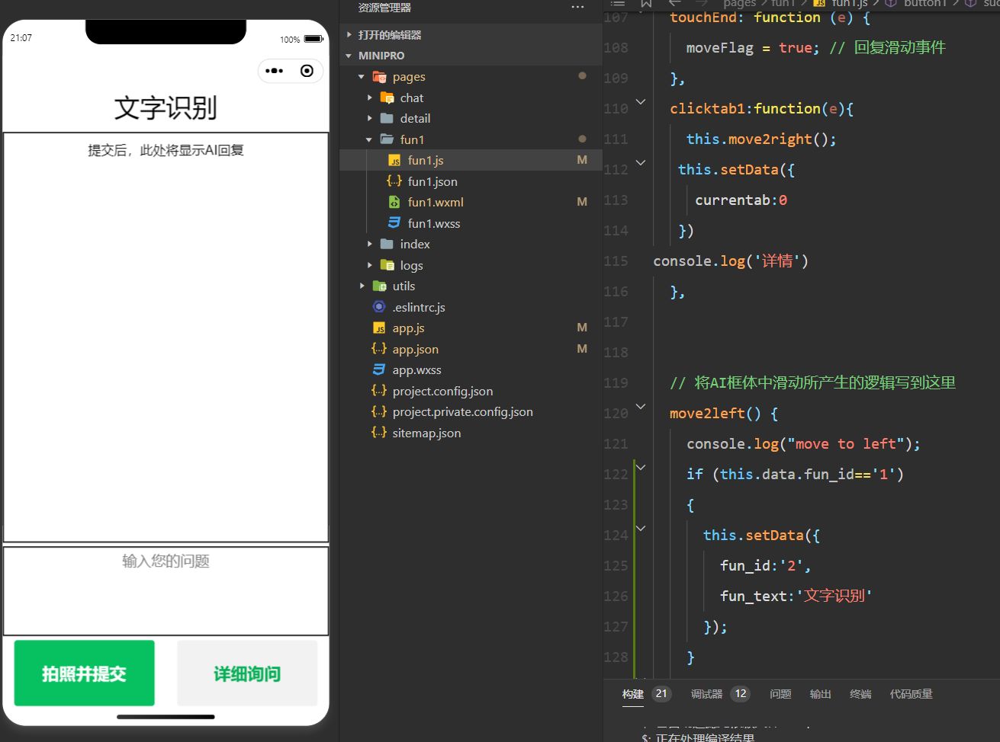 21:07
100%
文字识别
提交后，此处将显示AI回复
输入您的问题
拍照并提交
详细询问
资源管理器
打开的编辑器
MINIPRO
pages
chat
detail
fun1
fun1.js M
fun1.json
fun1.wxml M
fun1.wxss
index
logs
utils
.eslintrc.js
app.js M
app.json M
app.wxss
project.config.json
project.private.config.json
sitemap.json
pages fun1 fun1.js button1
107 touchEnd: function (e) {
108 moveFlag = true; // 回复滑动事件
109 },
110 clicktab1:function(e){
111 this.move2right();
112 this.setData({
113 currentab:0
114 })
115 console.log('详情')
116 },
117
118
119 // 将AI框体中滑动所产生的逻辑写到这里
120 move2left() {
121 console.log("move to left");
122 if (this.data.fun_id=='1')
123 {
124 this.setData({
125 fun_id:'2',
126 fun_text:'文字识别'
127 });
128 }
构建 21 调试器 12 问题 输出 终端 代码质量
$: 正在处理编译结果